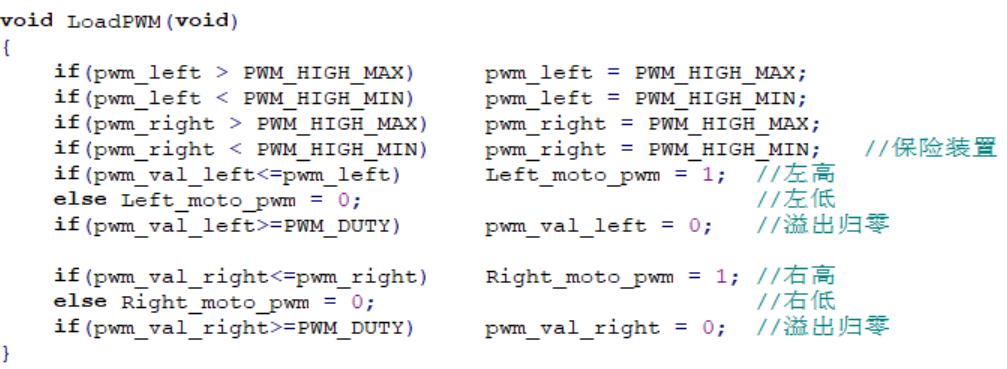 void LoadPWM(void)
{
    if(pwm_left > PWM_HIGH_MAX)     pwm_left = PWM_HIGH_MAX;
    if(pwm_left < PWM_HIGH_MIN)     pwm_left = PWM_HIGH_MIN;
    if(pwm_right > PWM_HIGH_MAX)    pwm_right = PWM_HIGH_MAX;
    if(pwm_right < PWM_HIGH_MIN)    pwm_right = PWM_HIGH_MIN;   //保险装置
    if(pwm_val_left<=pwm_left)      Left_moto_pwm = 1;  //左高
    else Left_moto_pwm = 0;                             //左低
    if(pwm_val_left>=PWM_DUTY)      pwm_val_left = 0;   //溢出归零
    if(pwm_val_right<=pwm_right)    Right_moto_pwm = 1; //右高
    else Right_moto_pwm = 0;                            //右低
    if(pwm_val_right>=PWM_DUTY)     pwm_val_right = 0;  //溢出归零
}